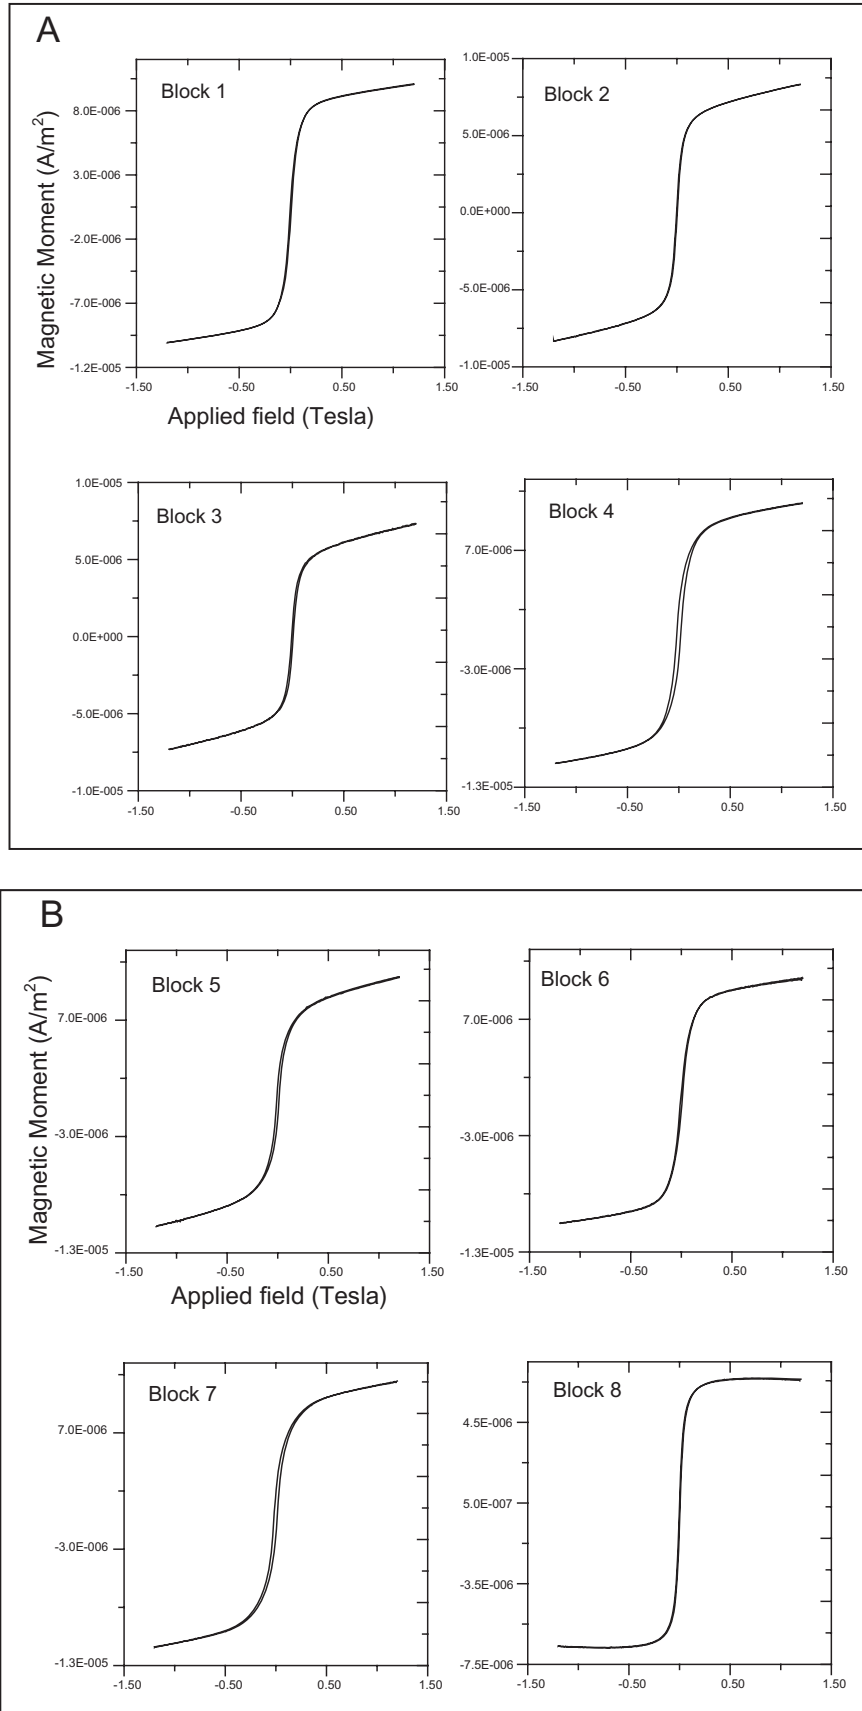 A
Block 1
8.0E-006
3.0E-006
-2.0E-006
-7.0E-006
-1.2E-005
-1.50
-0.50
0.50
1.50
Magnetic Moment (A/m²)
Applied field (Tesla)
Block 2
1.0E-005
5.0E-006
0.0E+000
-5.0E-006
-1.0E-005
-1.50
-0.50
0.50
1.50
Block 3
1.0E-005
5.0E-006
0.0E+000
-5.0E-006
-1.0E-005
-1.50
-0.50
0.50
1.50
Block 4
7.0E-006
-3.0E-006
-1.3E-005
-1.50
-0.50
0.50
1.50
B
Block 5
7.0E-006
-3.0E-006
-1.3E-005
-1.50
-0.50
0.50
1.50
Magnetic Moment (A/m²)
Applied field (Tesla)
Block 6
7.0E-006
-3.0E-006
-1.3E-005
-1.50
-0.50
0.50
1.50
Block 7
7.0E-006
-3.0E-006
-1.3E-005
-1.50
-0.50
0.50
1.50
Block 8
4.5E-006
5.0E-007
-3.5E-006
-7.5E-006
-1.50
-0.50
0.50
1.50